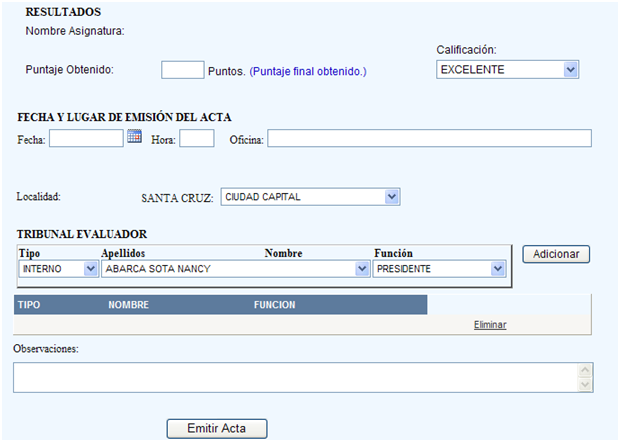 RESULTADOS
Nombre Asignatura:
Calificación:
Puntaje Obtenido: Puntos. (Puntaje final obtenido.) EXCELENTE
FECHA Y LUGAR DE EMISIÓN DEL ACTA
Fecha: Hora: Oficina:
Localidad: SANTA CRUZ: CIUDAD CAPITAL
TRIBUNAL EVALUADOR
Tipo Apellidos Nombre Función
INTERNO ABARCA SOTA NANCY PRESIDENTE Adicionar
TIPO NOMBRE FUNCION
Eliminar
Observaciones:
Emitir Acta